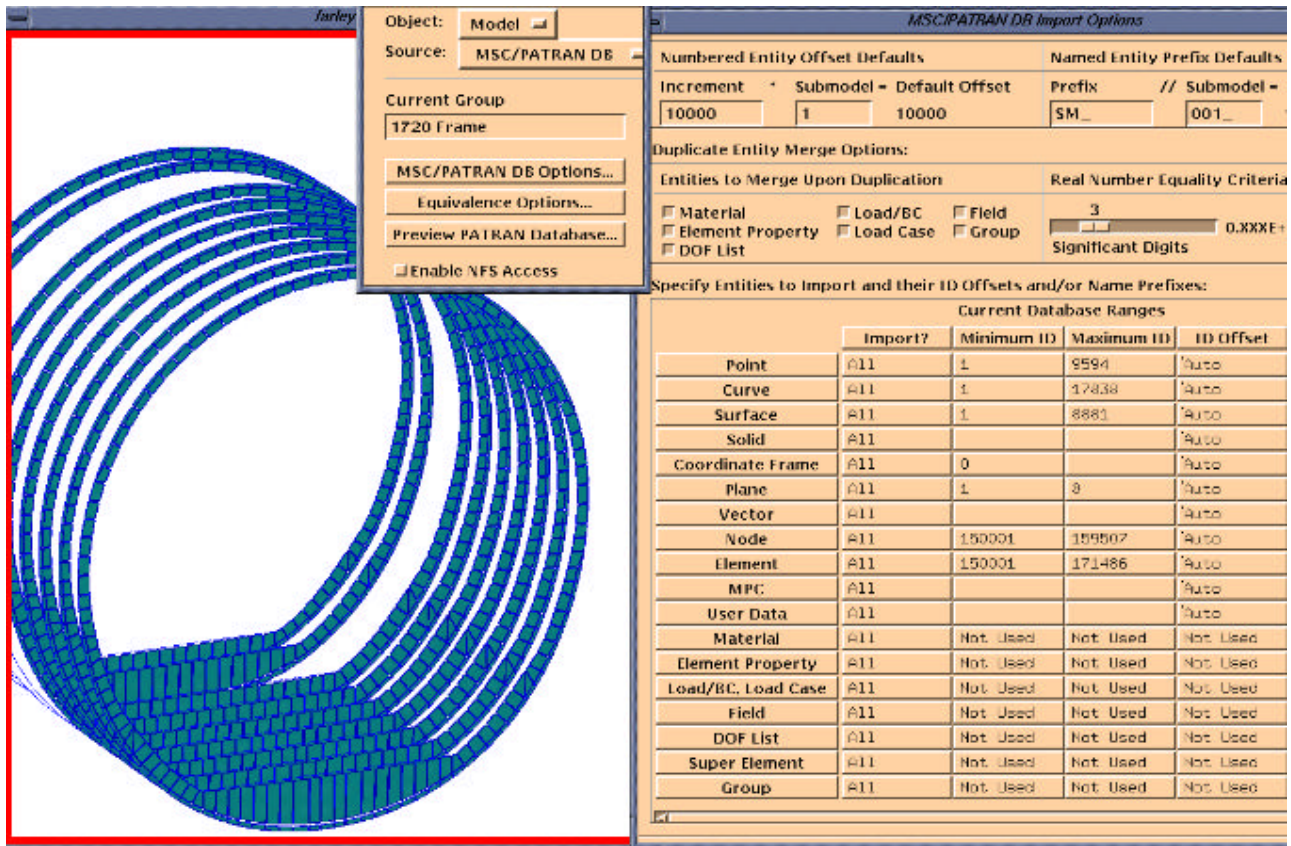 farley
Object: Model
Source: MSC/PATRAN DB
Current Group
1720 Frame
MSC/PATRAN DB Options...
Equivalence Options...
Preview PATRAN Database...
Enable NFS Access
MSC/PATRAN DB Import Options
Numbered Entity Offset Defaults
Increment * Submodel = Default Offset
10000 1 10000
Named Entity Prefix Defaults
Prefix // Submodel =
SM_ 001_
Duplicate Entity Merge Options:
Entities to Merge Upon Duplication
Material Load/BC Field
Element Property Load Case Group
DOF List
Real Number Equality Criteria
3
0.XXXE+
Significant Digits
Specify Entities to Import and their ID Offsets and/or Name Prefixes:
Current Database Ranges
Import? Minimum ID Maximum ID ID Offset
Point All 1 9594 Auto
Curve All 1 17838 Auto
Surface All 1 8881 Auto
Solid All Auto
Coordinate Frame All 0 Auto
Plane All 1 Auto
Vector All Auto
Node All 150001 159507 Auto
Element All 150001 171486 Auto
MPC All Auto
User Data All Auto
Material All Not Used Not Used Not Used
Element Property All Not Used Not Used Not Used
Load/BC, Load Case All Not Used Not Used Not Used
Field All Not Used Not Used Not Used
DOF List All Not Used Not Used Not Used
Super Element All Not Used Not Used Not Used
Group All Not Used Not Used Not Used